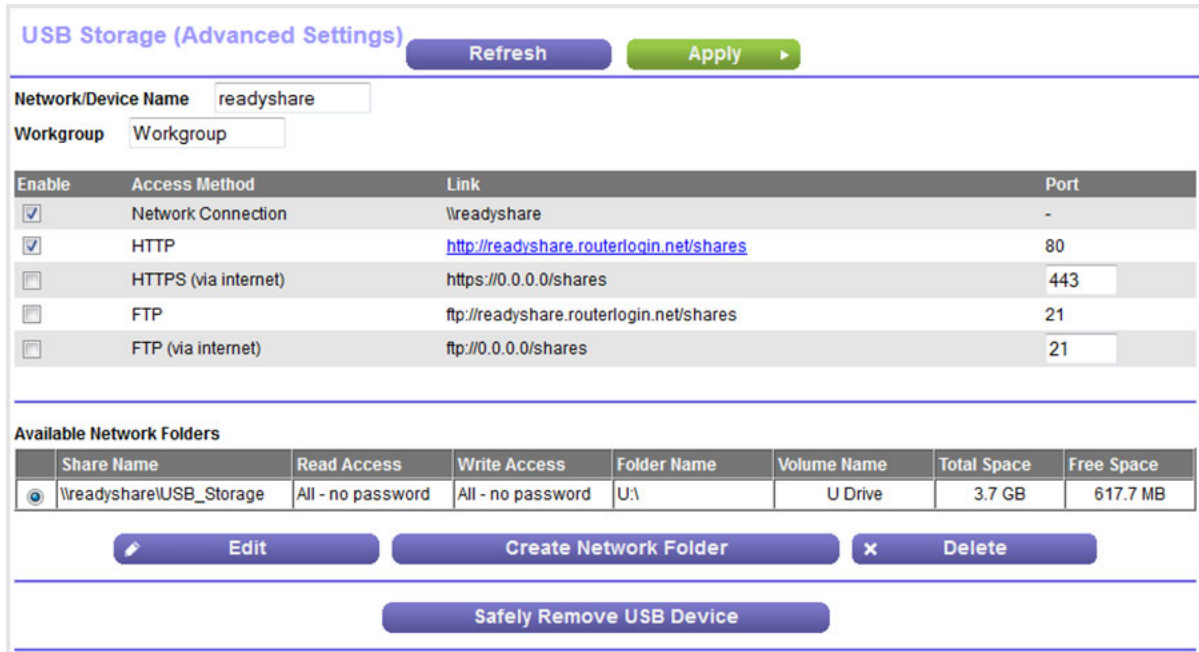 USB Storage (Advanced Settings)
Refresh
Apply
Network/Device Name readyshare
Workgroup Workgroup
Enable Access Method Link Port
Network Connection \\readyshare -
HTTP http://readyshare.routerlogin.net/shares 80
HTTPS (via internet) https://0.0.0.0/shares 443
FTP ftp://readyshare.routerlogin.net/shares 21
FTP (via internet) ftp://0.0.0.0/shares 21
Available Network Folders
Share Name Read Access Write Access Folder Name Volume Name Total Space Free Space
\\readyshare\USB_Storage All - no password All - no password U:\ U Drive 3.7 GB 617.7 MB
Edit Create Network Folder Delete
Safely Remove USB Device